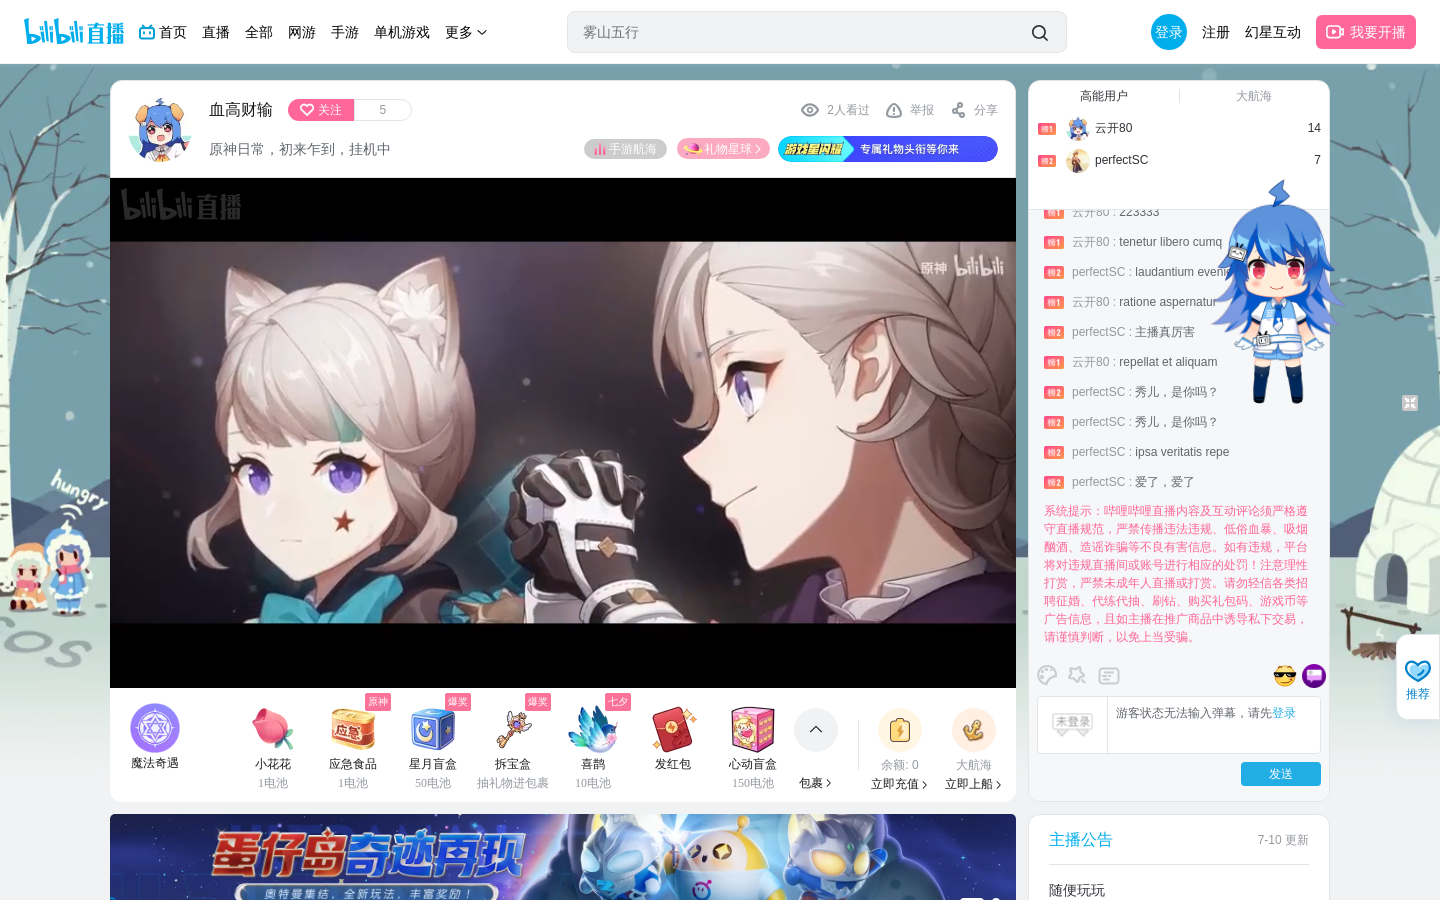 bilibili 直播 首页 直播 全部 网游 手游 单机游戏 更多 雾山五行 登录 注册 幻星互动 我要开播
血高财输 关注 5 2人看过 举报 分享
原神日常，初来乍到，挂机中 手游航海 礼物星球 游戏星闪耀 专属礼物头衔等你来
bilibili 直播
原神 bilibili
魔法奇遇
小花花
1电池
原神
应急
应急食品
1电池
爆奖
星月盲盒
50电池
爆奖
拆宝盒
抽礼物进包裹
七夕
喜鹊
10电池
发红包
心动盲盒
150电池
包裹
余额: 0
立即充值
大航海
立即上船
蛋仔岛奇迹再现
奥特曼集结，全新玩法，丰富奖励！
高能用户 大航海
榜1 云开80 14
榜2 perfectSC 7
榜1 云开80 : 223333
榜1 云开80 : tenetur libero cumq
榜2 perfectSC : laudantium evenie
榜1 云开80 : ratione aspernatur
榜2 perfectSC : 主播真厉害
榜1 云开80 : repellat et aliquam
榜2 perfectSC : 秀儿，是你吗？
榜2 perfectSC : 秀儿，是你吗？
榜2 perfectSC : ipsa veritatis repe
榜2 perfectSC : 爱了，爱了
系统提示：哔哩哔哩直播内容及互动评论须严格遵
守直播规范，严禁传播违法违规、低俗血暴、吸烟
酗酒、造谣诈骗等不良有害信息。如有违规，平台
将对违规直播间或账号进行相应的处罚！注意理性
打赏，严禁未成年人直播或打赏。请勿轻信各类招
聘征婚、代练代抽、刷钻、购买礼包码、游戏币等
广告信息，且如主播在推广商品中诱导私下交易，
请谨慎判断，以免上当受骗。
未登录 游客状态无法输入弹幕，请先登录
发送
主播公告 7-10 更新
随便玩玩
推荐
hungry
SOS